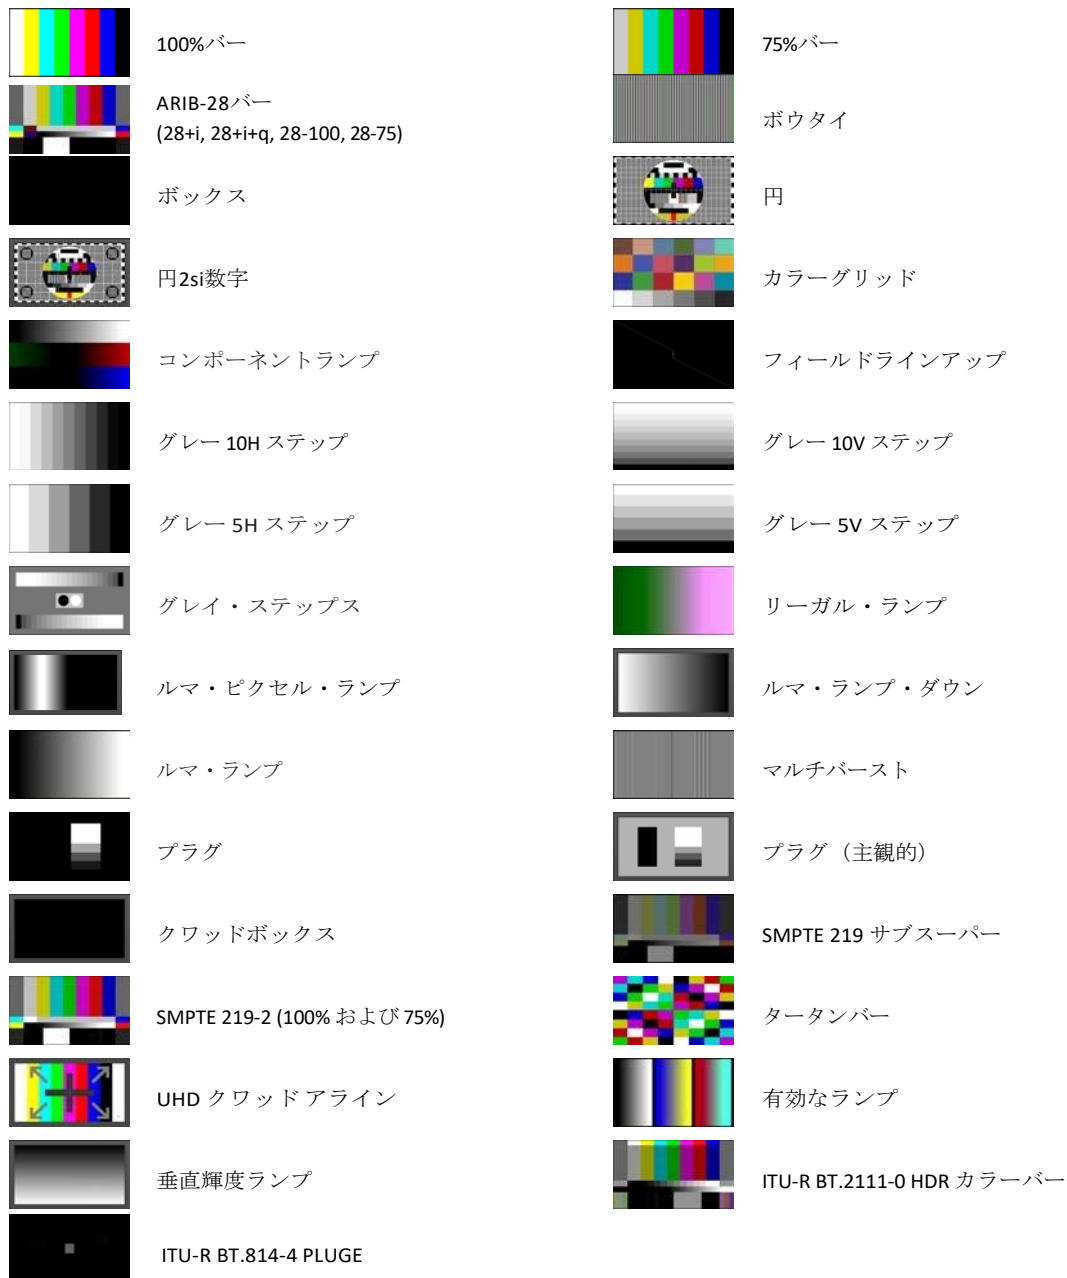 100%バー
75%バー
ARIB-28バー
(28+i, 28+i+q, 28-100, 28-75)
ボウタイ
ボックス
円
円2si数字
カラーグリッド
コンポーネントランプ
フィールドラインアップ
グレー 10H ステップ
グレー 10V ステップ
グレー 5H ステップ
グレー 5V ステップ
グレイ・ステップス
リーガル・ランプ
ルマ・ピクセル・ランプ
ルマ・ランプ・ダウン
ルマ・ランプ
マルチバースト
プラグ
プラグ（主観的）
クワッドボックス
SMPTE 219 サブスーパー
SMPTE 219-2 (100% および 75%)
タータンバー
UHD クワッド アライン
有効なランプ
垂直輝度ランプ
ITU-R BT.2111-0 HDR カラーバー
ITU-R BT.814-4 PLUGE